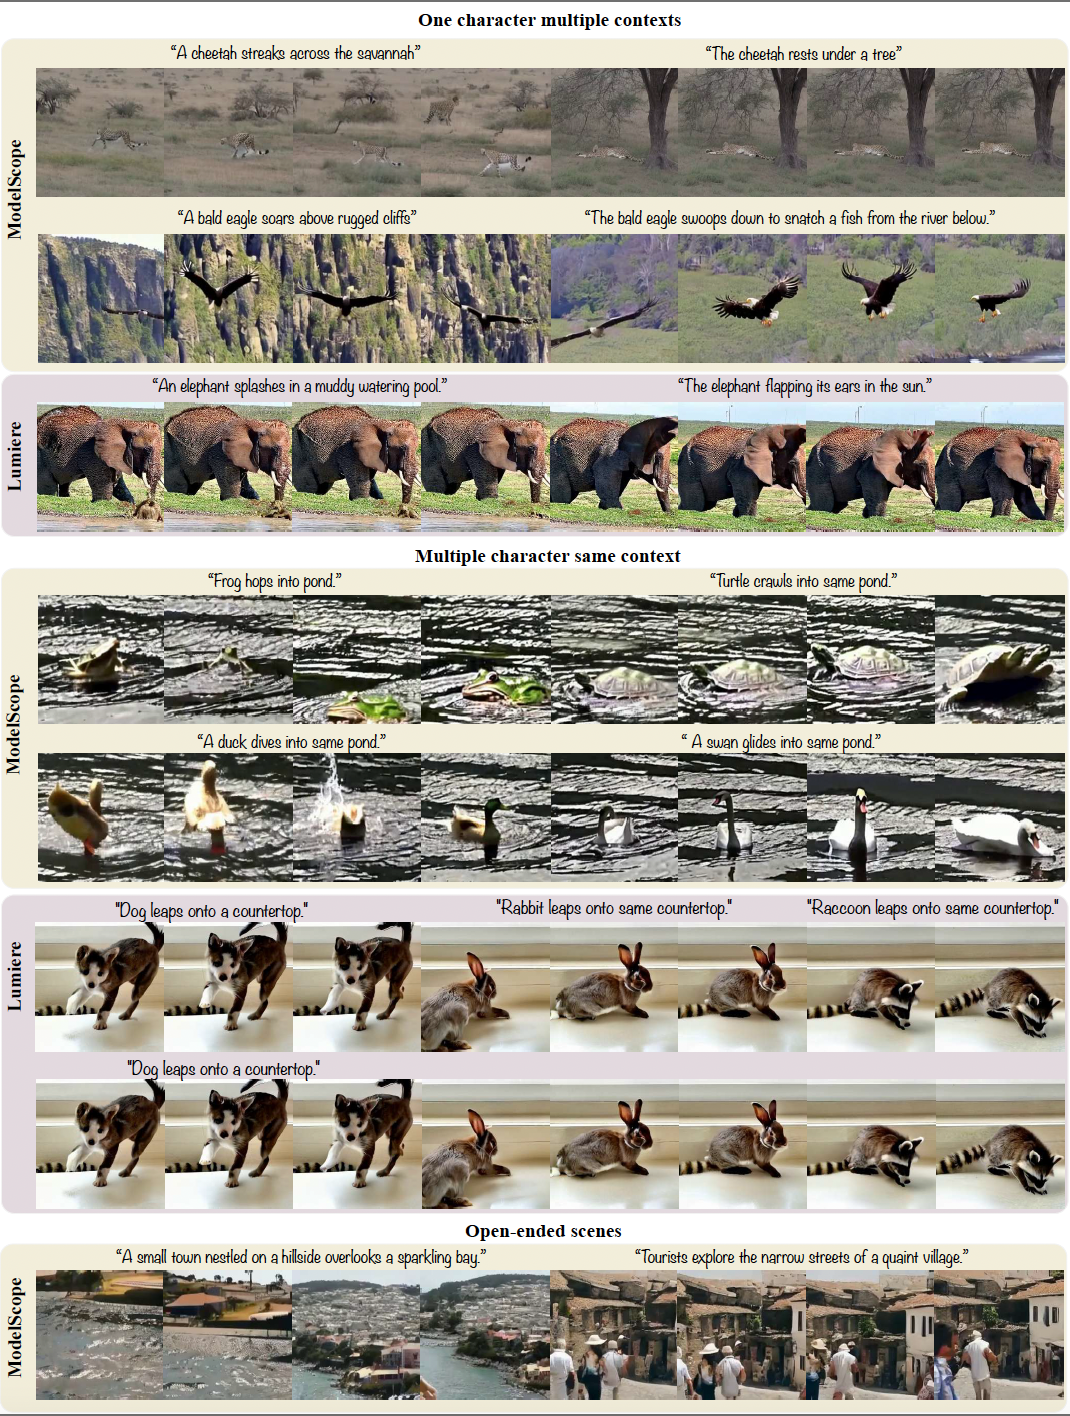 One character multiple contexts
“A cheetah streaks across the savannah”
“The cheetah rests under a tree”
ModelScope
“A bald eagle soars above rugged cliffs”
“The bald eagle swoops down to snatch a fish from the river below.”
“An elephant splashes in a muddy watering pool.”
“The elephant flapping its ears in the sun.”
Lumiere
Multiple character same context
“Frog hops into pond.”
“Turtle crawls into same pond.”
ModelScope
“A duck dives into same pond.”
“ A swan glides into same pond.”
"Dog leaps onto a countertop."
"Rabbit leaps onto same countertop."
"Raccoon leaps onto same countertop."
Lumiere
"Dog leaps onto a countertop."
Open-ended scenes
“A small town nestled on a hillside overlooks a sparkling bay.”
“Tourists explore the narrow streets of a quaint village.”
ModelScope